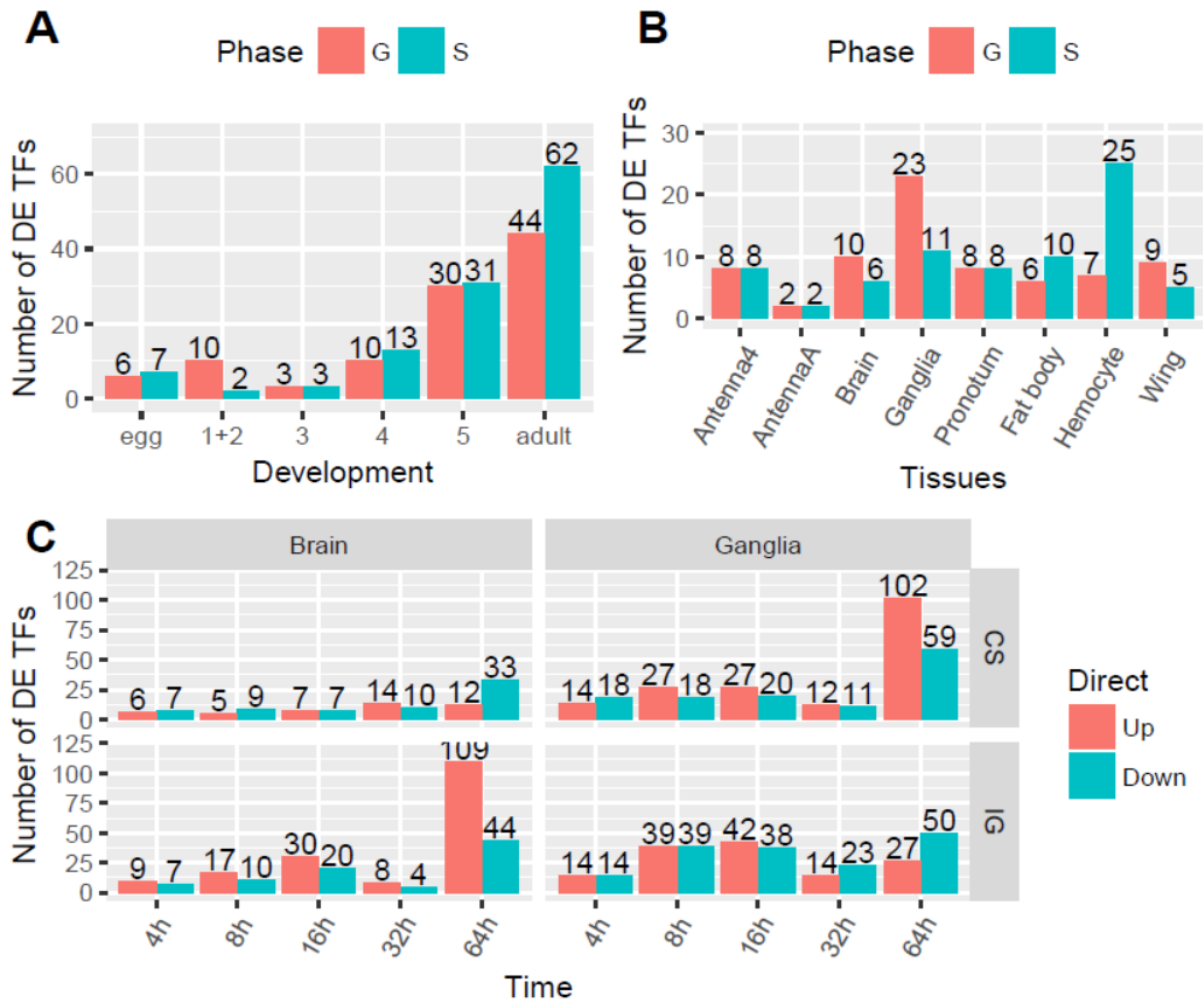 A
Phase G S
Number of DE TFs
60
40
20
0
6 7 10 2 3 3 10 13 30 31 44 62
egg 1+2 3 4 5 adult
Development
B
Phase G S
Number of DE TFs
30
20
10
0
8 8 2 2 10 6 23 11 8 8 6 10 7 25 9 5
Antenna4 AntennaA Brain Ganglia Pronotum Fat body Hemocyte Wing
Tissues
C
Brain Ganglia
Number of DE TFs
125
100
75
50
25
0
6 7 5 9 7 7 14 10 12 33
14 18 27 18 27 20 12 11 102 59
CS
Number of DE TFs
125
100
75
50
25
0
9 7 17 10 30 20 8 4 109 44
14 14 39 39 42 38 14 23 27 50
IG
4h 8h 16h 32h 64h
4h 8h 16h 32h 64h
Time
Direct
Up
Down